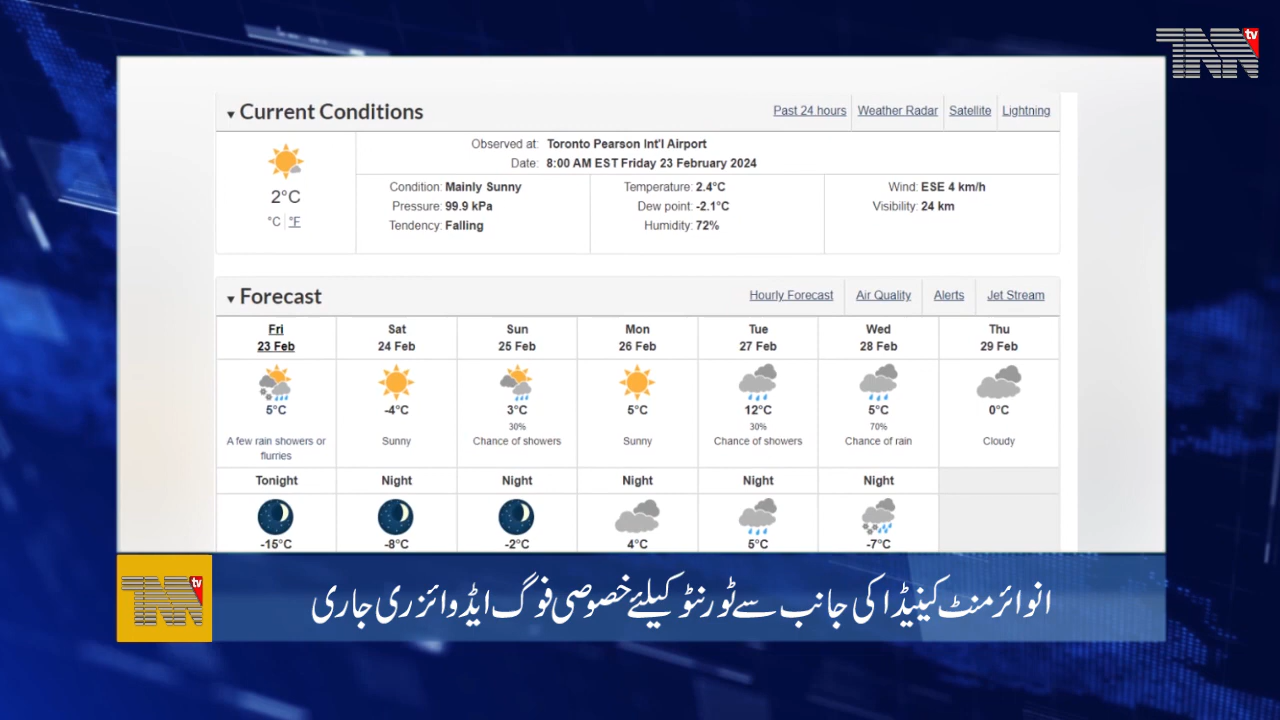 TNN tv
Current Conditions
Past 24 hours Weather Radar Satellite Lightning
Observed at: Toronto Pearson Int'l Airport
Date: 8:00 AM EST Friday 23 February 2024
2°C
°C °F
Condition: Mainly Sunny
Pressure: 99.9 kPa
Tendency: Falling
Temperature: 2.4°C
Dew point: -2.1°C
Humidity: 72%
Wind: ESE 4 km/h
Visibility: 24 km
Forecast
Hourly Forecast Air Quality Alerts Jet Stream
Fri Sat Sun Mon Tue Wed Thu
23 Feb 24 Feb 25 Feb 26 Feb 27 Feb 28 Feb 29 Feb
5°C -4°C 3°C 5°C 12°C 5°C 0°C
30% 30% 70%
A few rain showers or flurries Sunny Chance of showers Sunny Chance of showers Chance of rain Cloudy
Tonight Night Night Night Night Night
-15°C -8°C -2°C 4°C 5°C -7°C
TNN tv
انوائرمنٹ کینیڈا کی جانب سے ٹورنٹو کیلئے خصوصی فوگ ایڈوائزری جاری